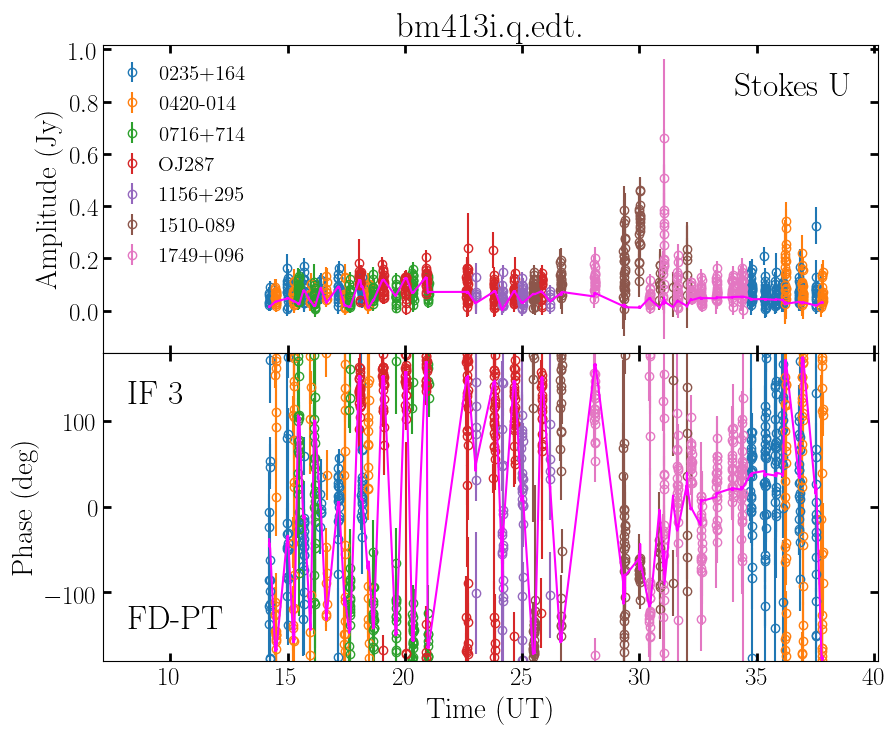 bm413i.q.edt.
Stokes U
0235+164
0420-014
0716+714
OJ287
1156+295
1510-089
1749+096
Amplitude (Jy)
1.0
0.8
0.6
0.4
0.2
0.0
IF 3
FD-PT
Phase (deg)
100
0
−100
10
15
20
25
30
35
40
Time (UT)